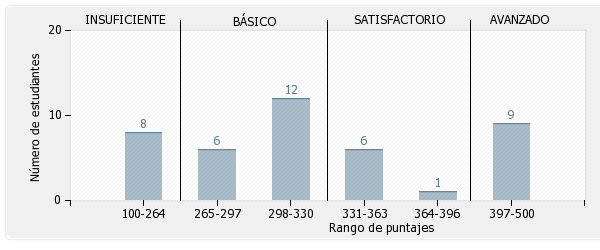 INSUFICIENTE BÁSICO SATISFACTORIO AVANZADO
20
10
0
Número de estudiantes
8 6 12 6 1 9
100-264 265-297 298-330 331-363 364-396 397-500
Rango de puntajes